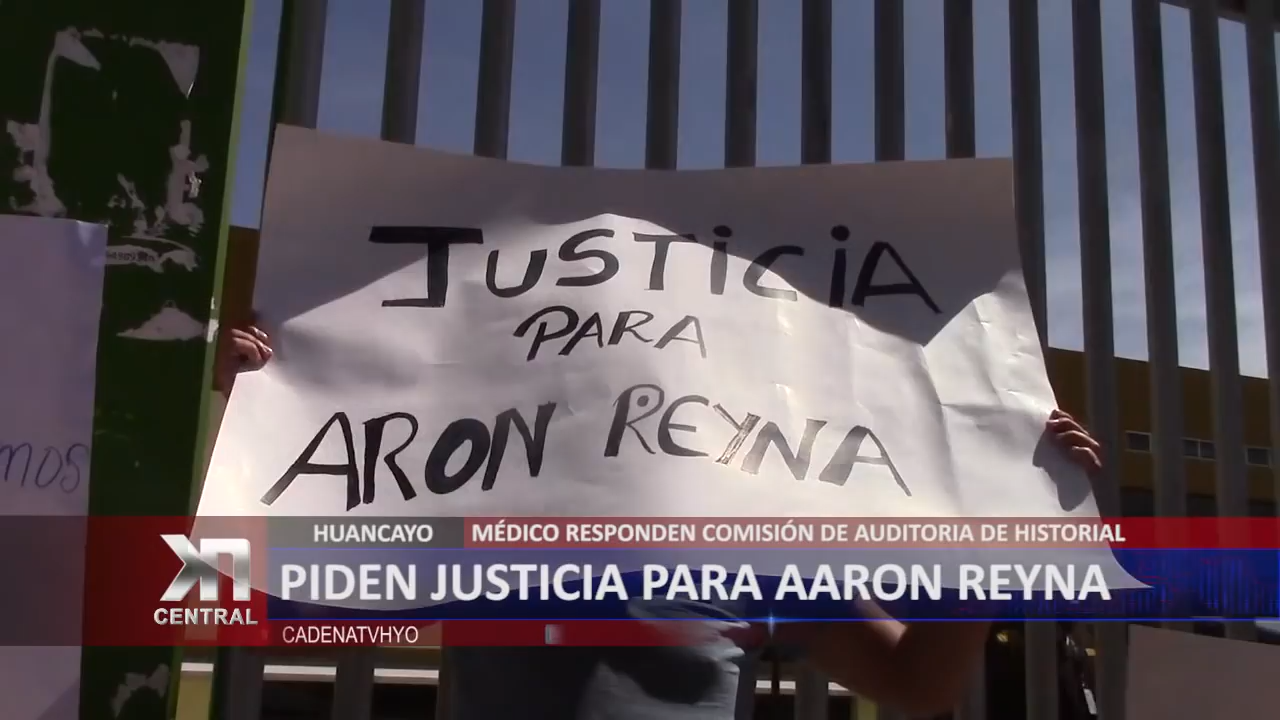 JUSTICIA
PARA
ARON REYNA
MOS
HUANCAYO
MÉDICO RESPONDEN COMISIÓN DE AUDITORIA DE HISTORIAL
PIDEN JUSTICIA PARA AARON REYNA
CENTRAL
CADENATVHYO